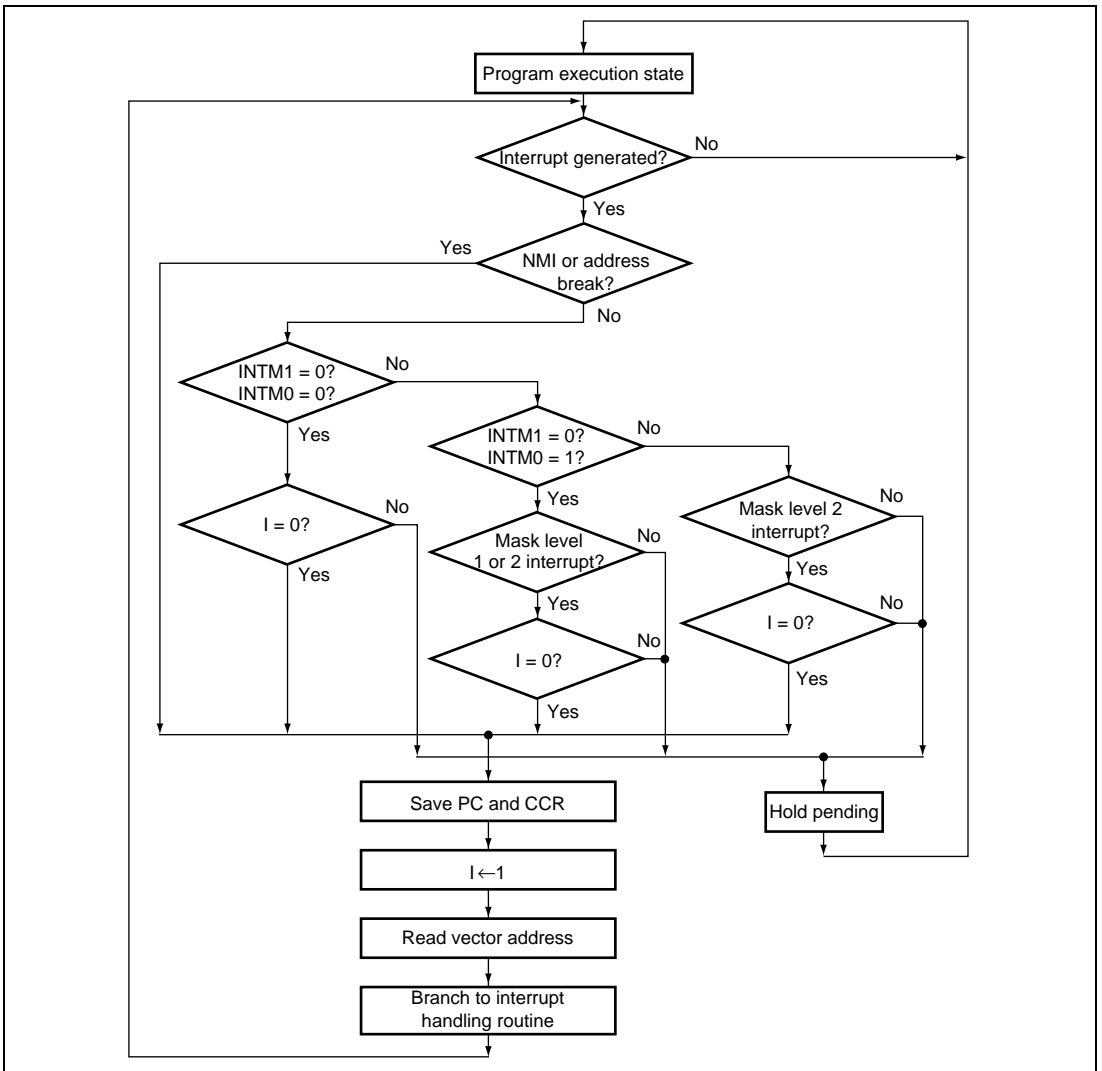 Program execution state
Interrupt generated?
No
Yes
Yes
NMI or address
break?
No
INTM1 = 0?
INTM0 = 0?
No
Yes
INTM1 = 0?
INTM0 = 1?
No
Yes
I = 0?
No
Yes
Mask level
1 or 2 interrupt?
No
Yes
Mask level 2
interrupt?
No
Yes
I = 0?
No
Yes
I = 0?
No
Yes
Save PC and CCR
Hold pending
I ←1
Read vector address
Branch to interrupt
handling routine